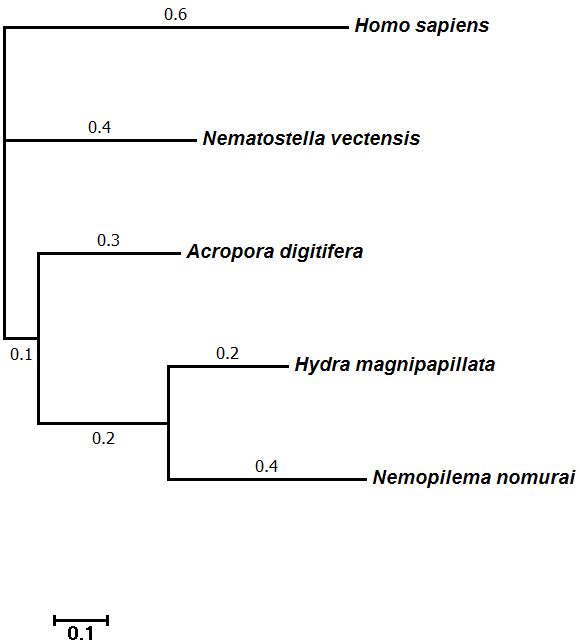 0.6
Homo sapiens
0.4
Nematostella vectensis
0.3
Acropora digitifera
0.1
0.2
Hydra magnipapillata
0.2
0.4
Nemopilema nomurai
0.1